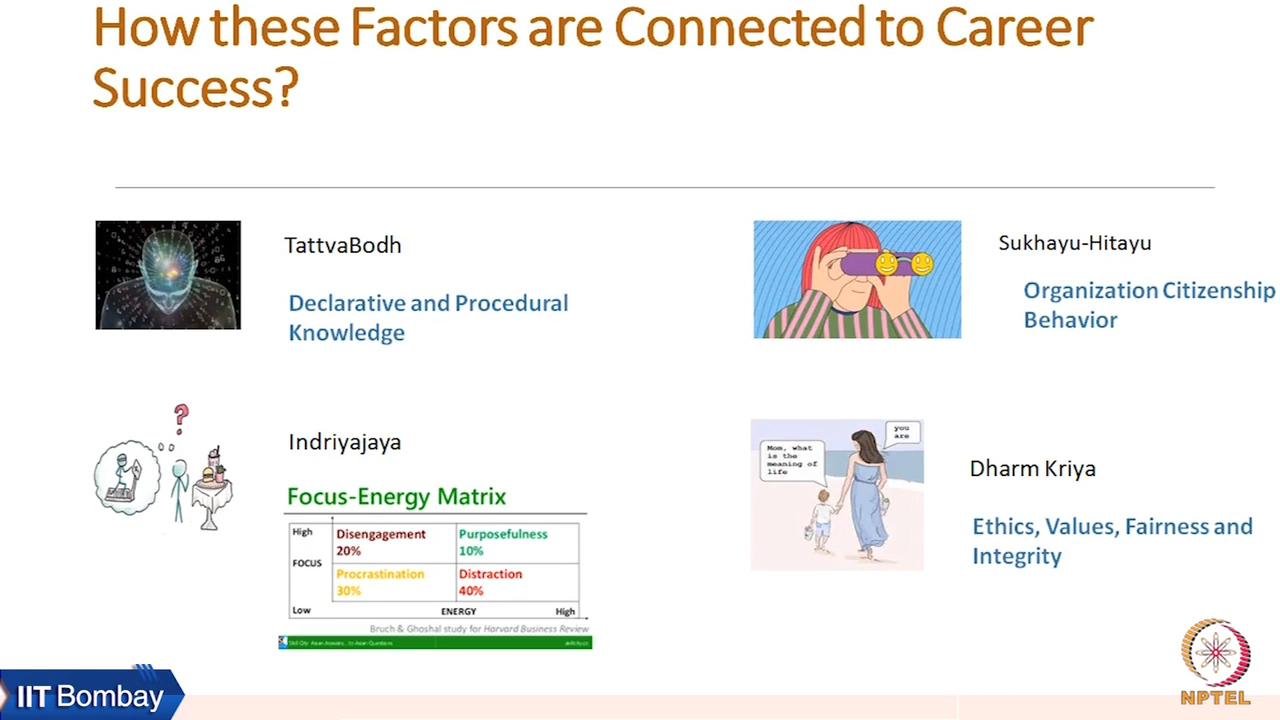 How these Factors are Connected to Career
Success?
TattvaBodh
Declarative and Procedural
Knowledge
Sukhayu-Hitayu
Organization Citizenship
Behavior
?
Indriyajaya
Focus-Energy Matrix
High
Disengagement
20%
Purposefulness
10%
FOCUS
Procrastination
30%
Distraction
40%
Low
ENERGY
High
Bruch & Ghoshal study for Harvard Business Review
Mom, what
is the
meaning of
life
you
are
Dharm Kriya
Ethics, Values, Fairness and
Integrity
IIT Bombay
NPTEL